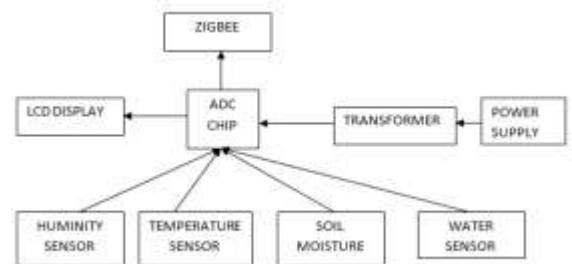 ZIGBEE
LCD DISPLAY
ADC
CHIP
TRANSFORMER
POWER
SUPPLY
HUMINITY
SENSOR
TEMPERATURE
SENSOR
SOIL
MOISTURE
WATER
SENSOR